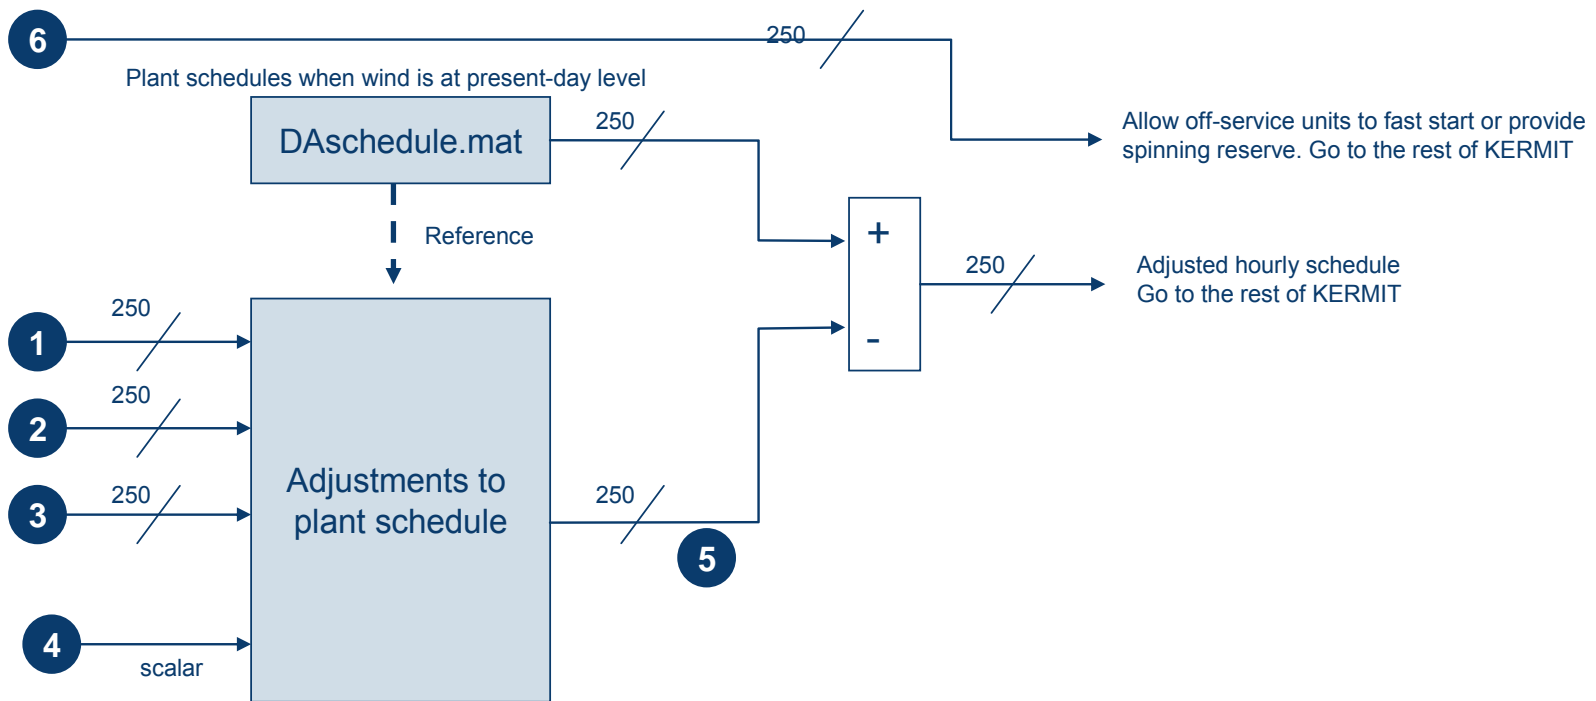 6
250
Plant schedules when wind is at present-day level
DAschedule.mat
250
Allow off-service units to fast start or provide
spinning reserve. Go to the rest of KERMIT
Reference
+
-
250
Adjusted hourly schedule
Go to the rest of KERMIT
1
250
2
250
3
250
Adjustments to
plant schedule
250
5
4
scalar